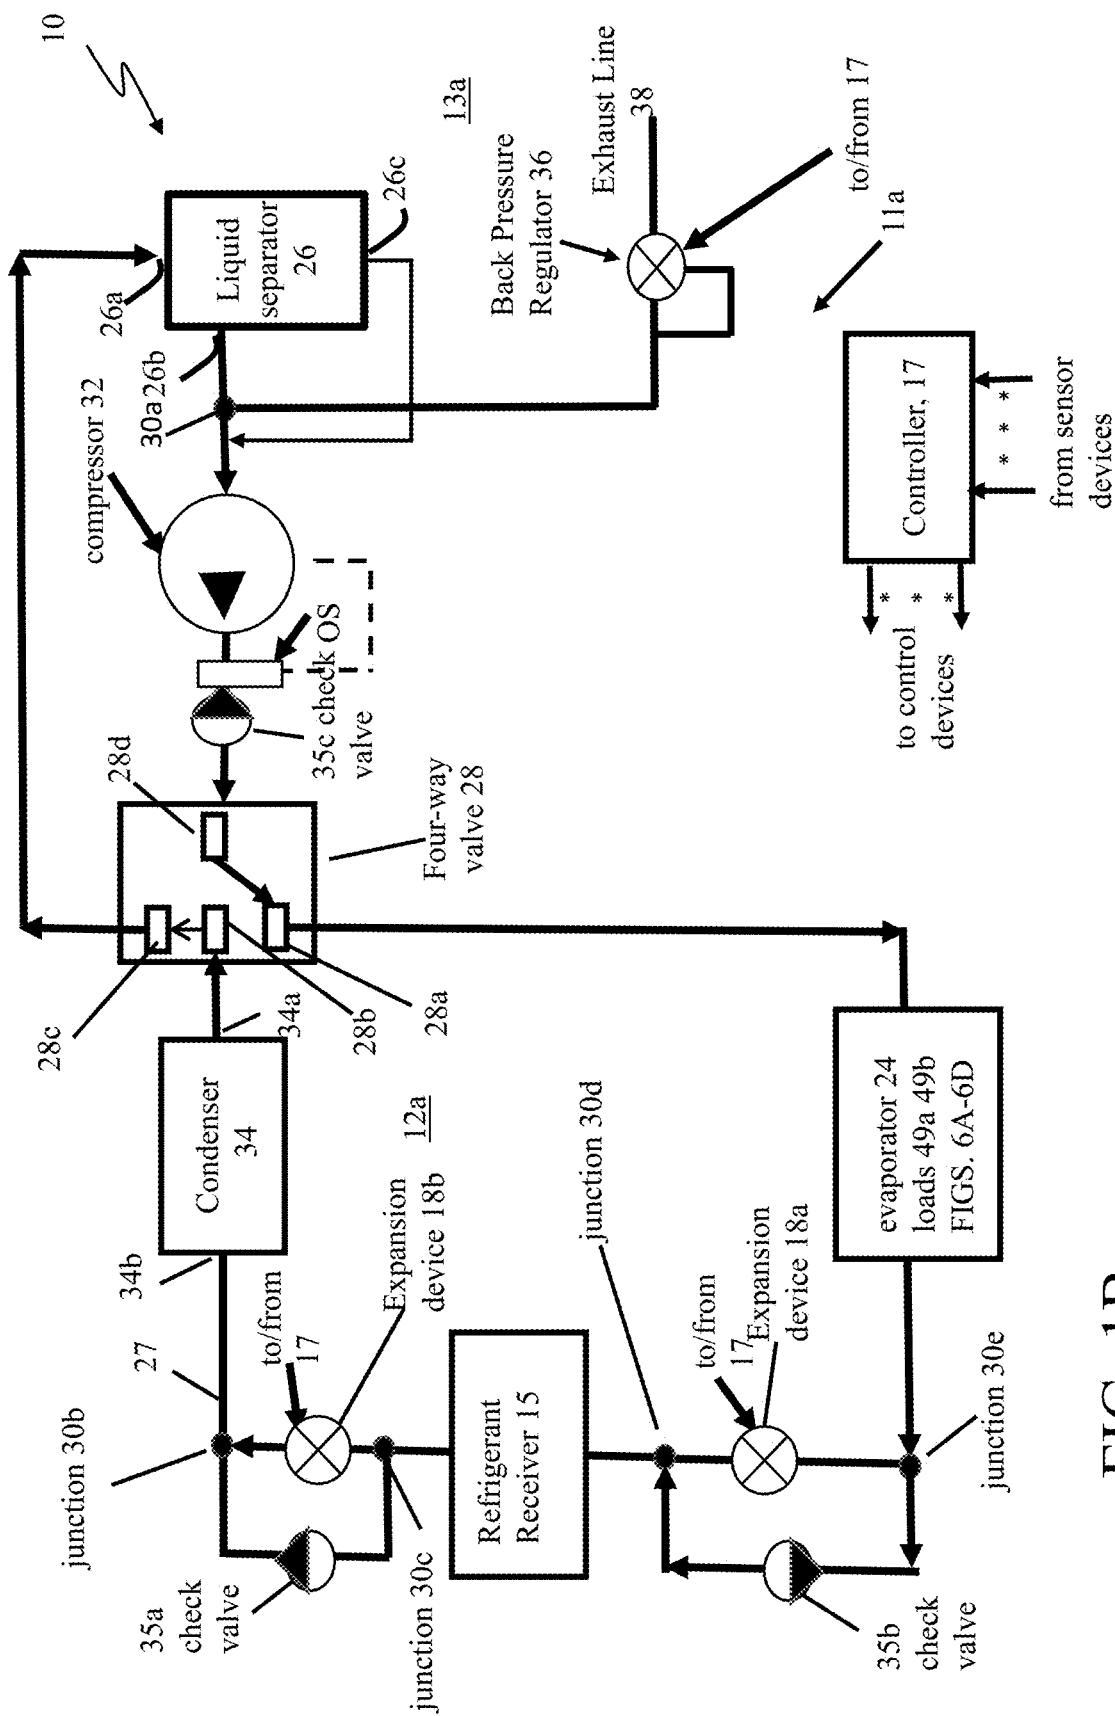 10
13a
Liquid
separator
26
26a
26b
26c
30a
compressor 32
Back Pressure
Regulator 36
Exhaust Line
38
to/from 17
11a
Controller, 17
* * *
from sensor
devices
* * *
to control
devices
OS
35c check
valve
28d
Four-way
valve 28
28c
28b
28a
34a
Condenser
34
34b
12a
27
junction 30b
to/from
17
Expansion
device 18b
35a
check
valve
junction 30c
Refrigerant
Receiver 15
junction 30d
to/from
17
Expansion
device 18a
35b
check
valve
junction 30e
evaporator 24
loads 49a 49b
FIGS. 6A-6D